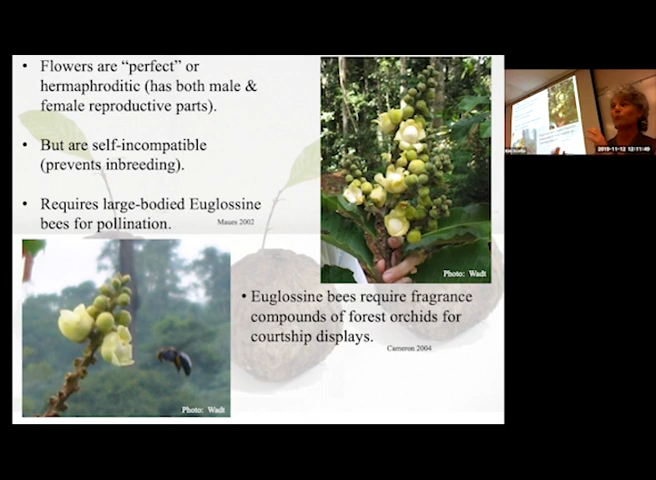 • Flowers are “perfect” or
hermaphroditic (has both male &
female reproductive parts).
• But are self-incompatible
(prevents inbreeding).
• Requires large-bodied Euglossine
bees for pollination.
Maues 2002
Photo: Wadt
• Euglossine bees require fragrance
compounds of forest orchids for
courtship displays.
Cameron 2004
Photo: Wadt
2019-11-12 12:11:49